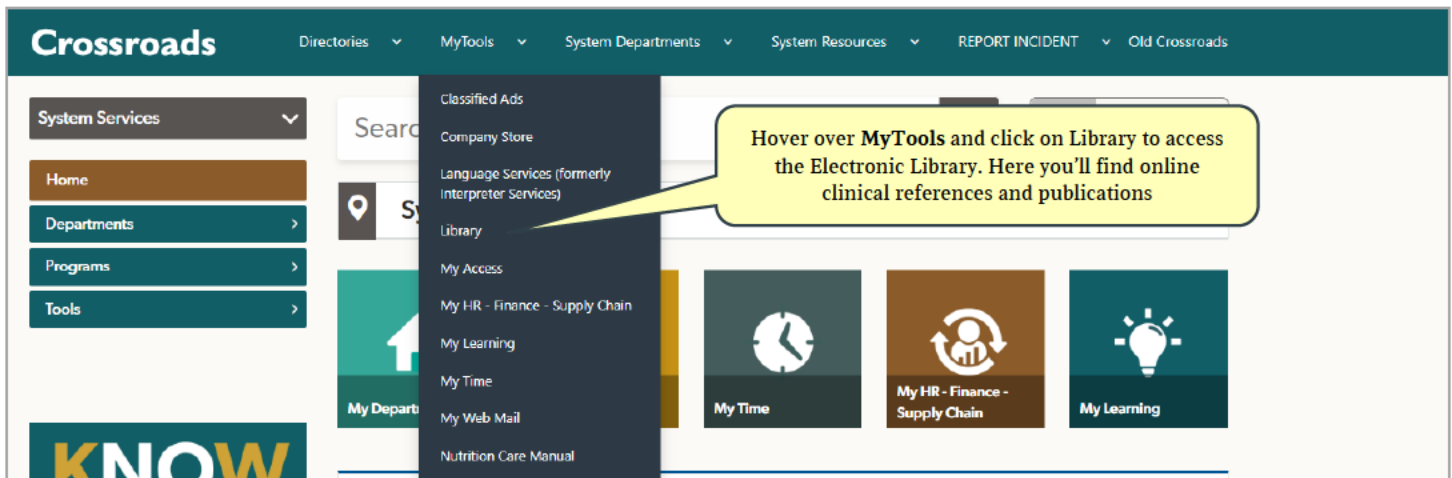 Crossroads
Directories
MyTools
System Departments
System Resources
REPORT INCIDENT
Old Crossroads
System Services
Home
Departments
Programs
Tools
KNOW
Searc
Classified Ads
Company Store
Language Services (formerly
Interpreter Services)
Library
My Access
My HR - Finance - Supply Chain
My Learning
My Time
My Web Mail
Nutrition Care Manual
Hover over MyTools and click on Library to access
the Electronic Library. Here you’ll find online
clinical references and publications
My Depart
My Time
My HR - Finance -
Supply Chain
My Learning